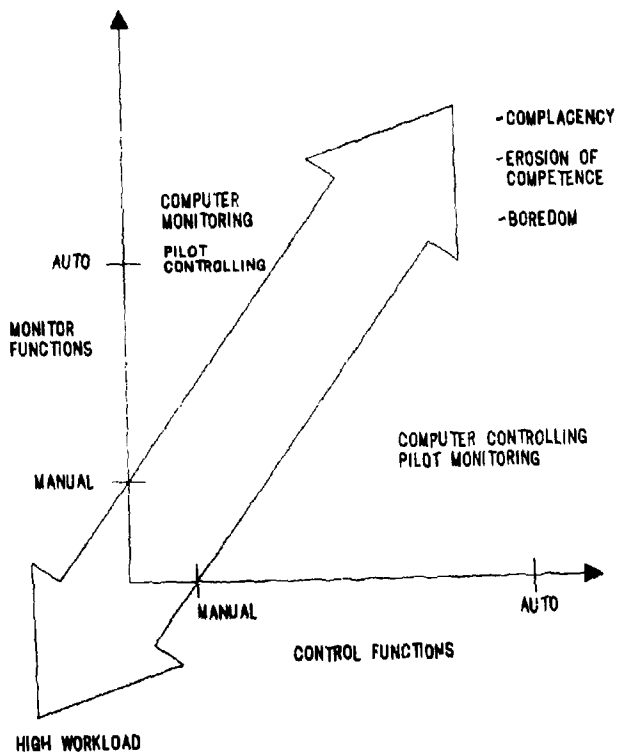 -COMPLACENCY
-EROSION OF
COMPETENCE
-BOREDOM
COMPUTER
MONITORING
PILOT
CONTROLLING
AUTO
MONITOR
FUNCTIONS
COMPUTER CONTROLLING
PILOT MONITORING
MANUAL
MANUAL
AUTO
CONTROL FUNCTIONS
HIGH WORKLOAD